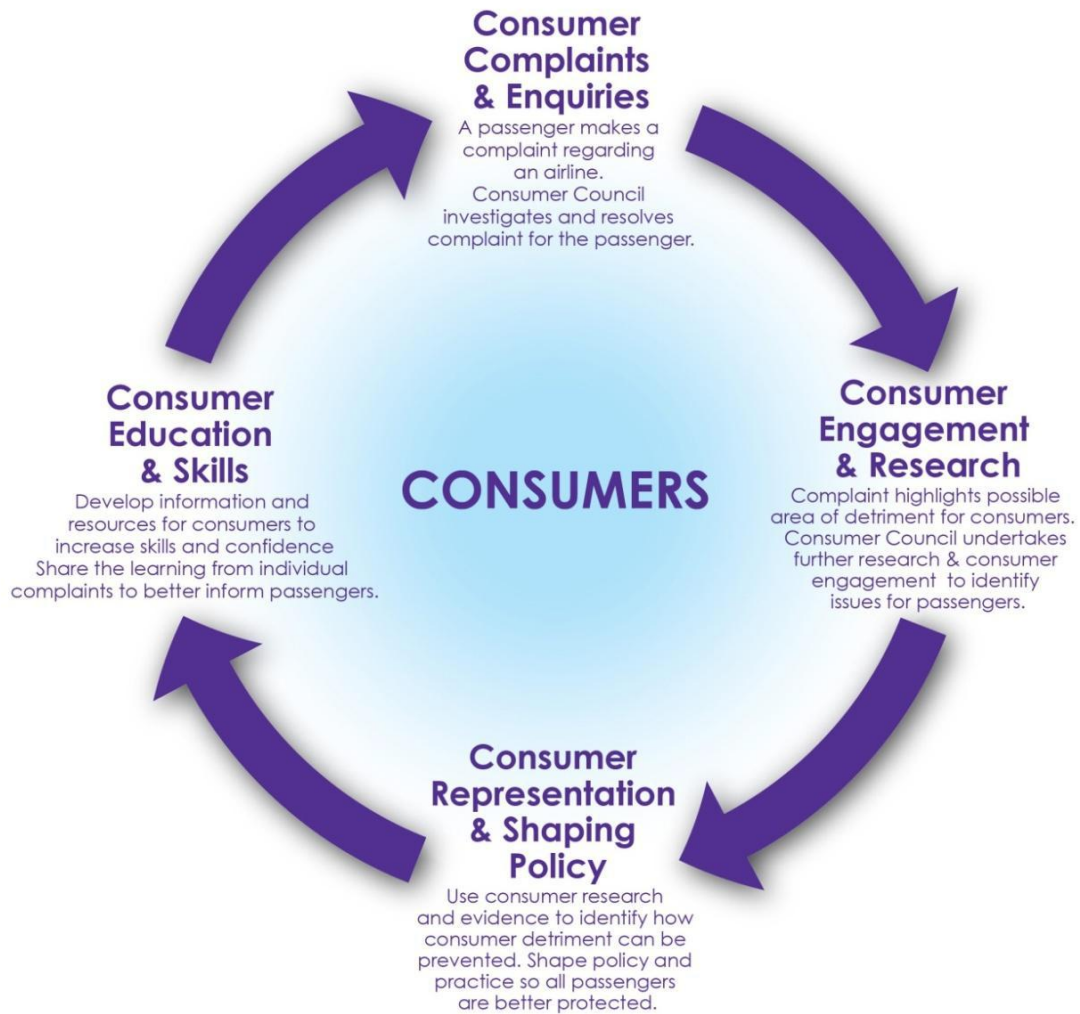 Consumer
Complaints
& Enquiries
A passenger makes a
complaint regarding
an airline.
Consumer Council
investigates and resolves
complaint for the passenger.
Consumer
Engagement
& Research
Complaint highlights possible
area of detriment for consumers.
Consumer Council undertakes
further research & consumer
engagement to identify
issues for passengers.
Consumer
Representation
& Shaping
Policy
Use consumer research
and evidence to identify how
consumer detriment can be
prevented. Shape policy and
practice so all passengers
are better protected.
Consumer
Education
& Skills
Develop information and
resources for consumers to
increase skills and confidence
Share the learning from individual
complaints to better inform passengers.
CONSUMERS